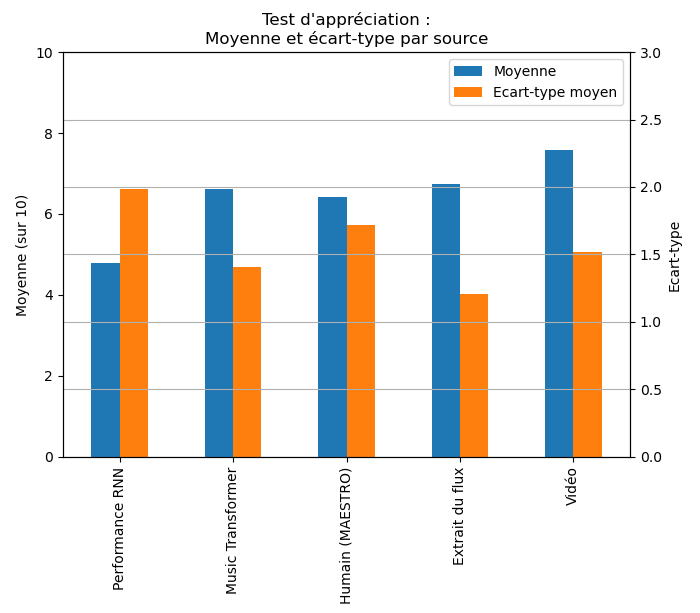 Test d'appréciation :
Moyenne et écart-type par source
Moyenne
Ecart-type moyen
Moyenne (sur 10)
10
8
6
4
2
0
Ecart-type
3.0
2.5
2.0
1.5
1.0
0.5
0.0
Performance RNN
Music Transformer
Humain (MAESTRO)
Extrait du flux
Vidéo